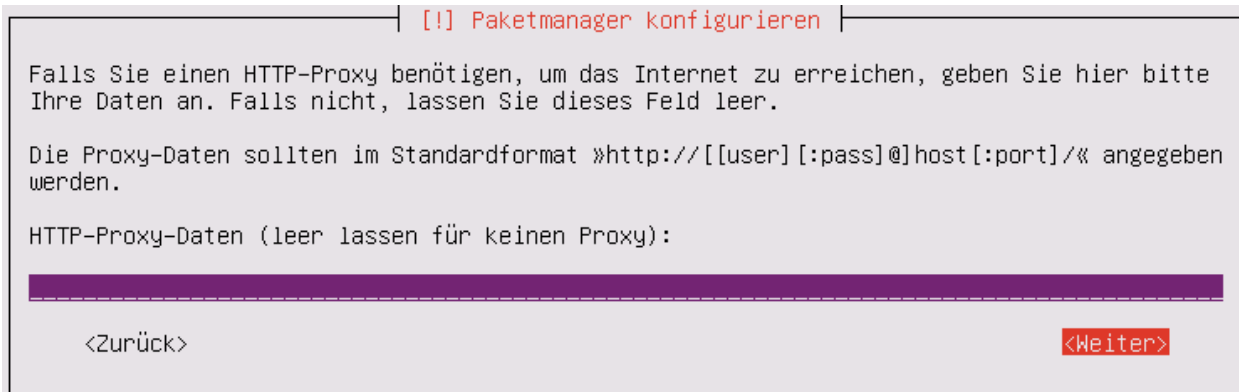 [!] Paketmanager konfigurieren
Falls Sie einen HTTP-Proxy benötigen, um das Internet zu erreichen, geben Sie hier bitte
Ihre Daten an. Falls nicht, lassen Sie dieses Feld leer.
Die Proxy-Daten sollten im Standardformat »http://[[user][:pass]@]host[:port]/« angegeben
werden.
HTTP-Proxy-Daten (leer lassen für keinen Proxy):
<Zurück> <Weiter>